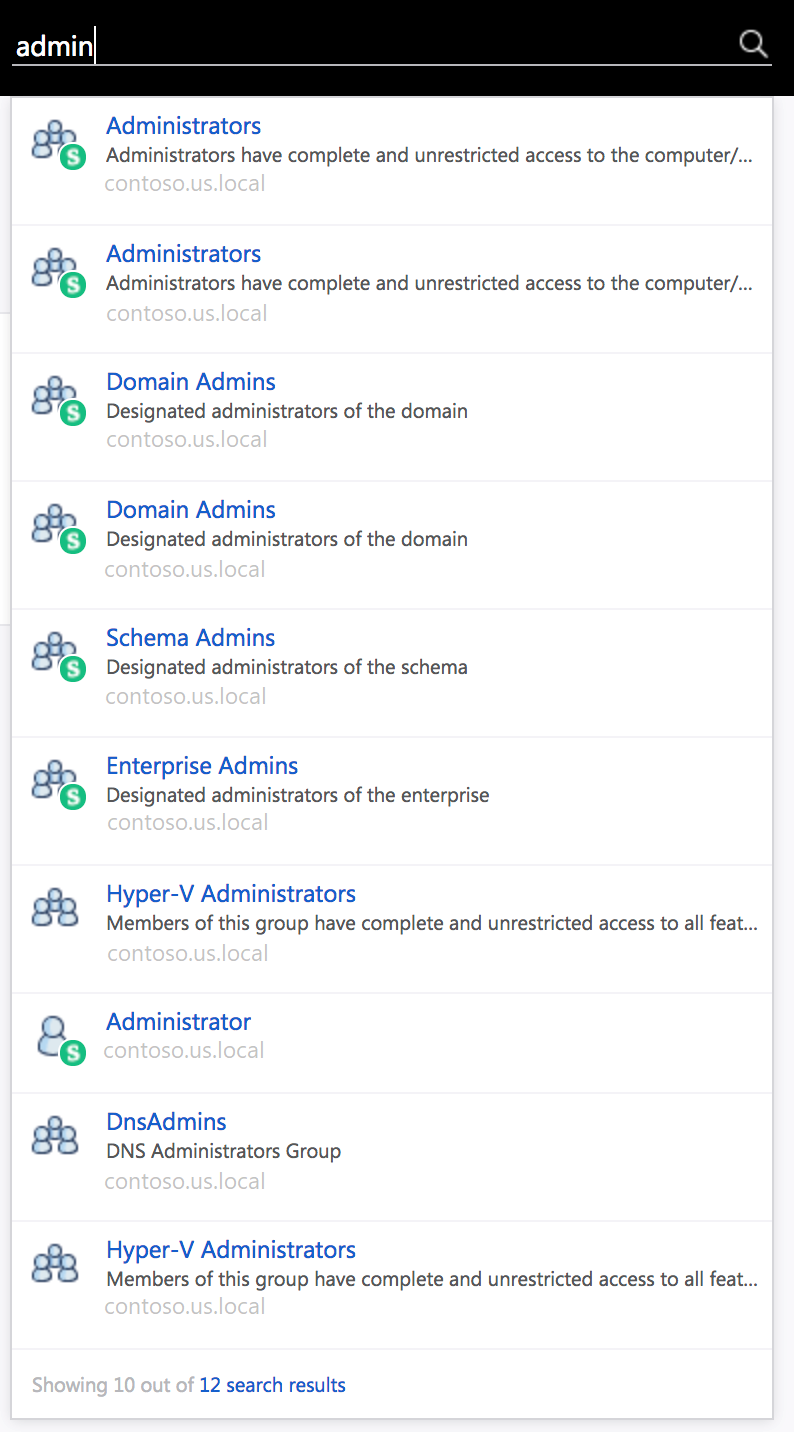 admin
Administrators
Administrators have complete and unrestricted access to the computer/...
contoso.us.local
Administrators
Administrators have complete and unrestricted access to the computer/...
contoso.us.local
Domain Admins
Designated administrators of the domain
contoso.us.local
Domain Admins
Designated administrators of the domain
contoso.us.local
Schema Admins
Designated administrators of the schema
contoso.us.local
Enterprise Admins
Designated administrators of the enterprise
contoso.us.local
Hyper-V Administrators
Members of this group have complete and unrestricted access to all feat...
contoso.us.local
Administrator
contoso.us.local
DnsAdmins
DNS Administrators Group
contoso.us.local
Hyper-V Administrators
Members of this group have complete and unrestricted access to all feat...
contoso.us.local
Showing 10 out of 12 search results